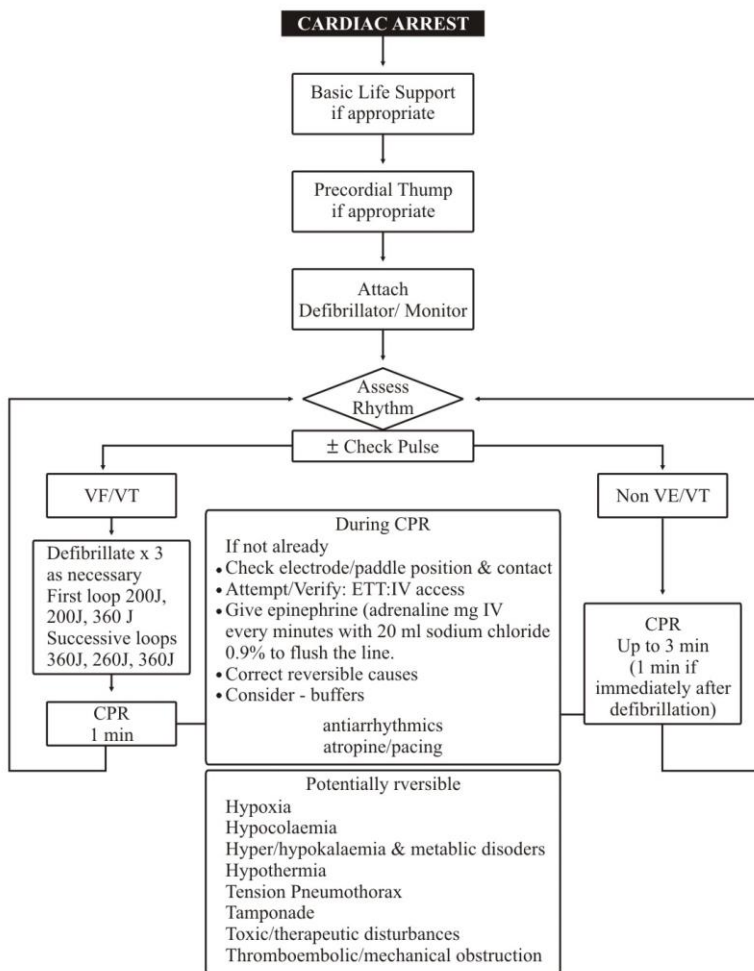 CARDIAC ARREST
Basic Life Support
if appropriate
Precordial Thump
if appropriate
Attach
Defibrillator/ Monitor
Assess
Rhythm
± Check Pulse
VF/VT
Non VE/VT
Defibrillate x 3
as necessary
First loop 200J,
200J, 360 J
Successive loops
360J, 260J, 360J
CPR
1 min
During CPR
If not already
• Check electrode/paddle position & contact
• Attempt/Verify: ETT:IV access
• Give epinephrine (adrenaline mg IV
every minutes with 20 ml sodium chloride
0.9% to flush the line.
• Correct reversible causes
• Consider - buffers
antiarrhythmics
atropine/pacing
CPR
Up to 3 min
(1 min if
immediately after
defibrillation)
Potentially rversible
Hypoxia
Hypocolaemia
Hyper/hypokalaemia & metablic disoders
Hypothermia
Tension Pneumothorax
Tamponade
Toxic/therapeutic disturbances
Thromboembolic/mechanical obstruction